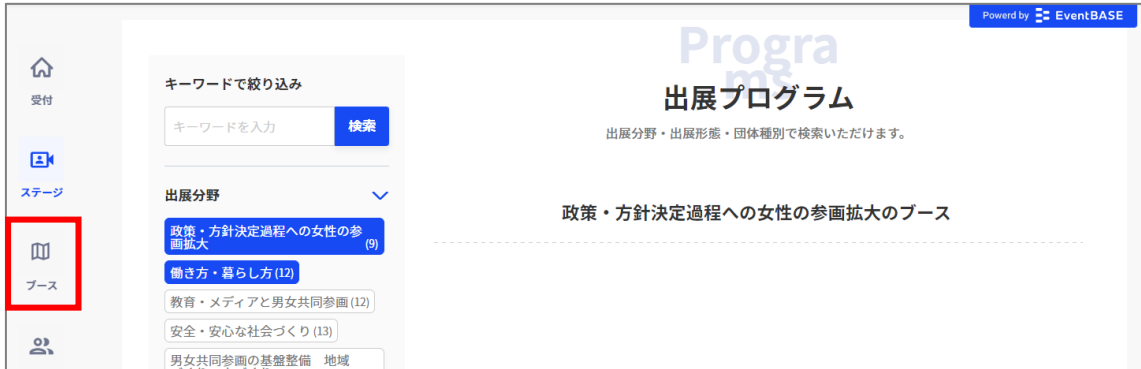 Powerd by EventBASE
受付
ステージ
ブース
キーワードで絞り込み
キーワードを入力
検索
出展分野
政策・方針決定過程への女性の参
画拡大 (9)
働き方・暮らし方(12)
教育・メディアと男女共同参画(12)
安全・安心な社会づくり(13)
男女共同参画の基盤整備 地域
Progra
ms
出展プログラム
出展分野・出展形態・団体種別で検索いただけます。
政策・方針決定過程への女性の参画拡大のブース